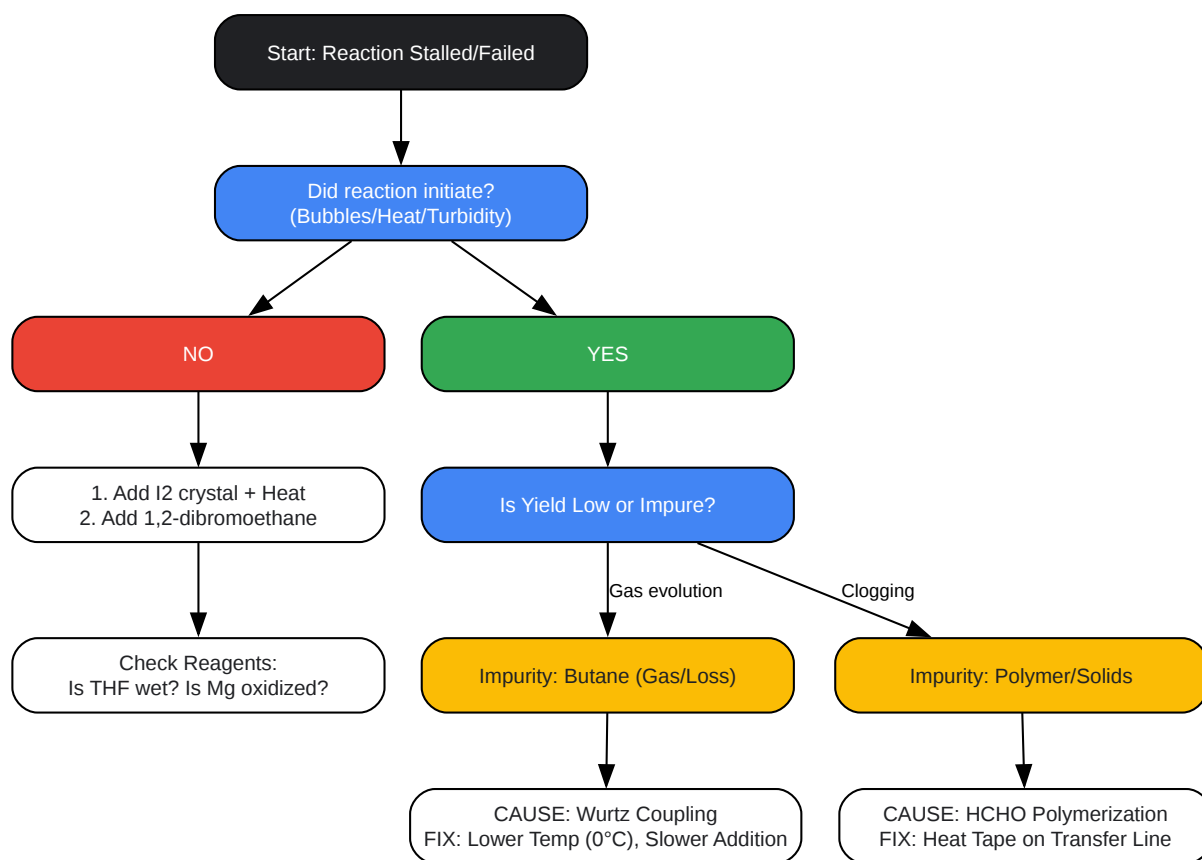 Start: Reaction Stalled/Failed
Did reaction initiate?
(Bubbles/Heat/Turbidity)
NO
YES
1. Add I2 crystal + Heat
2. Add 1,2-dibromoethane
Is Yield Low or Impure?
Gas evolution
Clogging
Check Reagents:
Is THF wet? Is Mg oxidized?
Impurity: Butane (Gas/Loss)
Impurity: Polymer/Solids
CAUSE: Wurtz Coupling
FIX: Lower Temp (0°C), Slower Addition
CAUSE: HCHO Polymerization
FIX: Heat Tape on Transfer Line